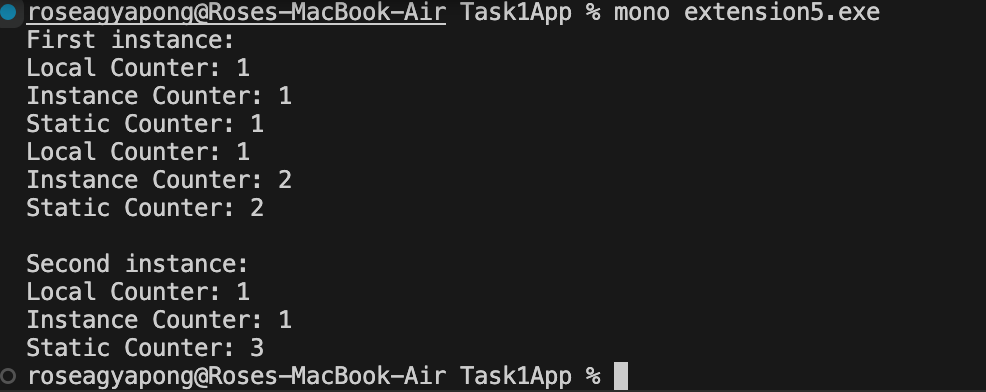 roseagyapong@Roses-MacBook-Air Task1App % mono extension5.exe
First instance:
Local Counter: 1
Instance Counter: 1
Static Counter: 1
Local Counter: 1
Instance Counter: 2
Static Counter: 2
Second instance:
Local Counter: 1
Instance Counter: 1
Static Counter: 3
roseagyapong@Roses-MacBook-Air Task1App %